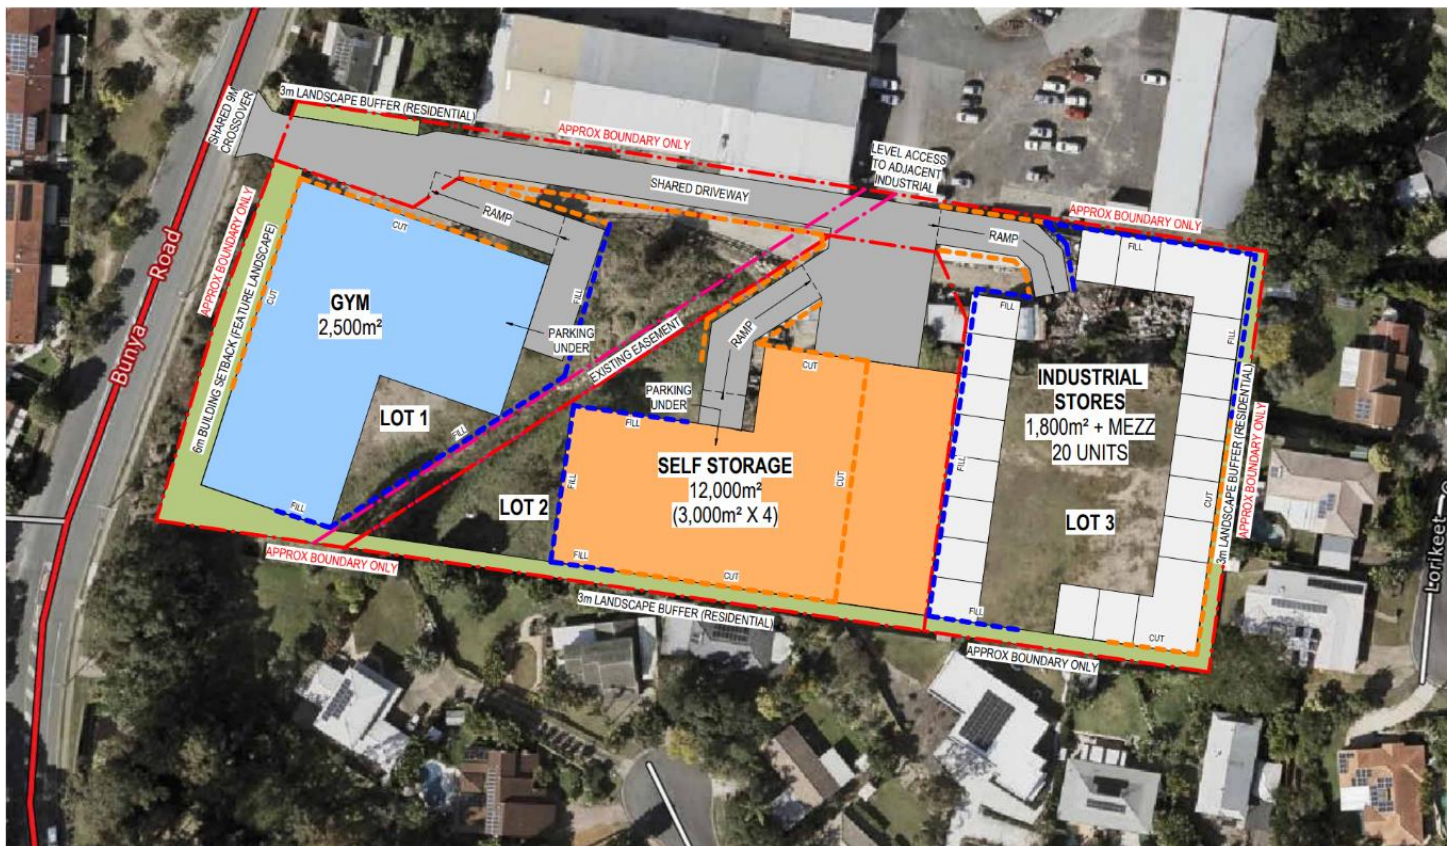 3m LANDSCAPE BUFFER (RESIDENTIAL)
SHARED 9M
CROSSOVER
APPROX BOUNDARY ONLY
LEVEL ACCESS
TO ADJACENT
INDUSTRIAL
SHARED DRIVEWAY
APPROX BOUNDARY ONLY
RAMP
RAMP
CUT
FILL
FILL
APPROX BOUNDARY ONLY
6m BUILDING SETBACK (FEATURE LANDSCAPE)
Bunya Road
CUT
GYM
2,500m²
FILL
PARKING
UNDER
EXISTING EASEMENT
RAMP
FILL
FILL
CUT
PARKING
UNDER
INDUSTRIAL
STORES
1,800m² + MEZZ
20 UNITS
LOT 1
FILL
FILL
SELF STORAGE
12,000m²
(3,000m² X 4)
CUT
FILL
FILL
LOT 2
LOT 3
CUT
3m LANDSCAPE BUFFER (RESIDENTIAL)
APPROX BOUNDARY ONLY
Lorikeet
FILL
APPROX BOUNDARY ONLY
FILL
CUT
3m LANDSCAPE BUFFER (RESIDENTIAL)
FILL
CUT
APPROX BOUNDARY ONLY